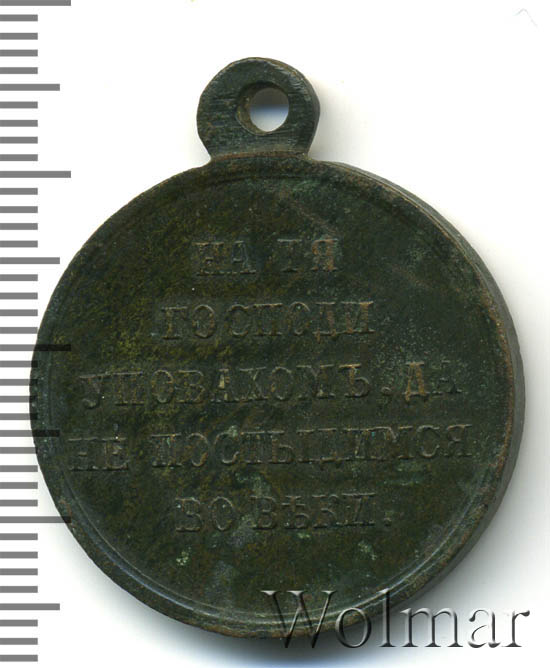 НА ТЯ
ГОСПОДИ
УПОВАХОМЪ, ДА
НЕ ПОСТЫДИМСЯ
ВО ВѢКИ.
Wolmar